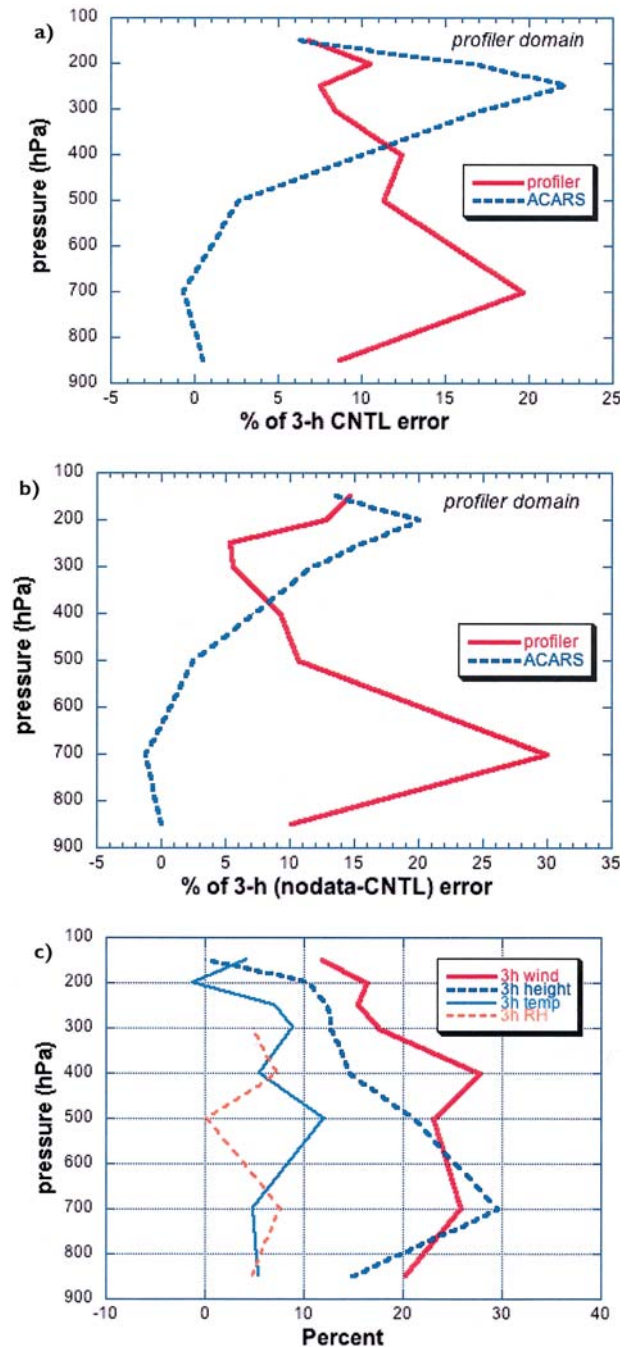 a)
profiler domain
pressure (hPa)
100
200
300
400
500
600
700
800
900
profiler
ACARS
-5 0 5 10 15 20 25
% of 3-h CNTL error
b)
profiler domain
pressure (hPa)
100
200
300
400
500
600
700
800
900
profiler
ACARS
-5 0 5 10 15 20 25 30 35
% of 3-h (nodata-CNTL) error
c)
pressure (hPa)
100
200
300
400
500
600
700
800
900
3h wind
3h height
3h temp
3h RH
-10 0 10 20 30 40
Percent